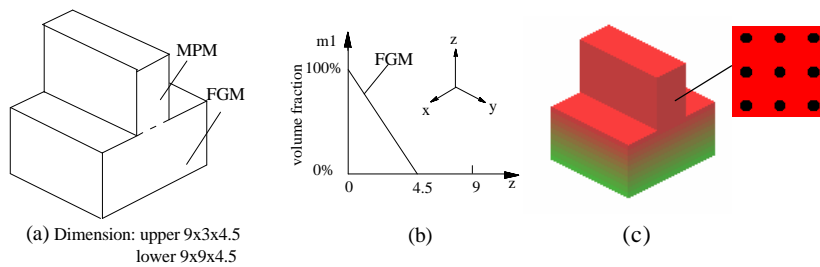 MPM
FGM
(a) Dimension: upper 9x3x4.5
lower 9x9x4.5
m1
100%
FGM
volume fraction
0%
0
4.5
9
z
z
x
y
(b)
(c)